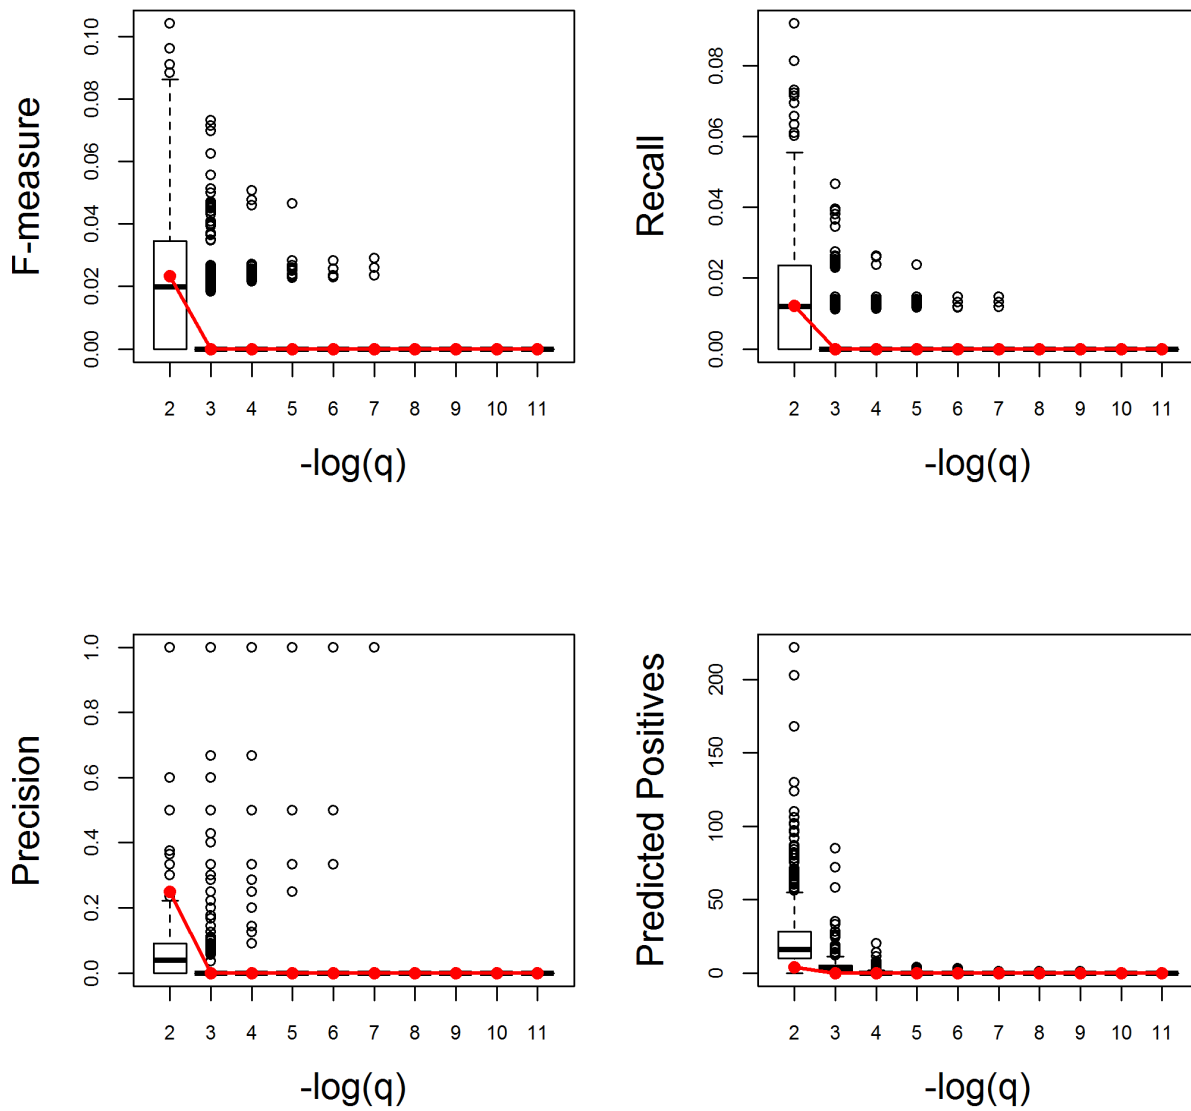 F-measure
0.10
0.08
0.06
0.04
0.02
0.00
2 3 4 5 6 7 8 9 10 11
-log(q)
Recall
0.08
0.06
0.04
0.02
0.00
2 3 4 5 6 7 8 9 10 11
-log(q)
Precision
1.0
0.8
0.6
0.4
0.2
0.0
2 3 4 5 6 7 8 9 10 11
-log(q)
Predicted Positives
200
150
100
50
0
2 3 4 5 6 7 8 9 10 11
-log(q)